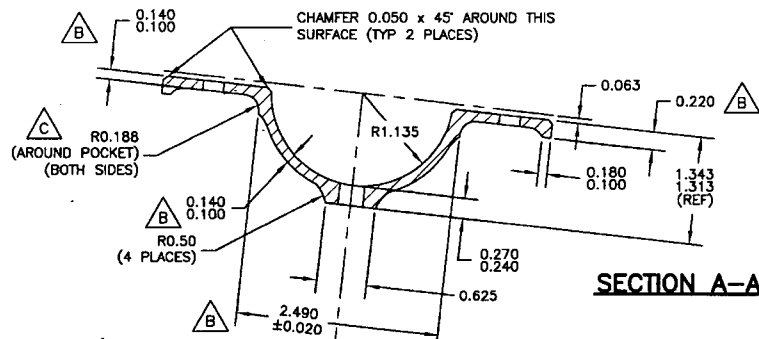 B
0.140
0.100
CHAMFER 0.050 x 45° AROUND THIS
SURFACE (TYP 2 PLACES)
0.063
0.220
B
C
R0.188
(AROUND POCKET)
(BOTH SIDES)
R1.135
0.180
0.100
1.343
1.313
(REF)
B
0.140
0.100
R0.50
(4 PLACES)
0.270
0.240
0.625
SECTION A-A
B
2.490
±0.020